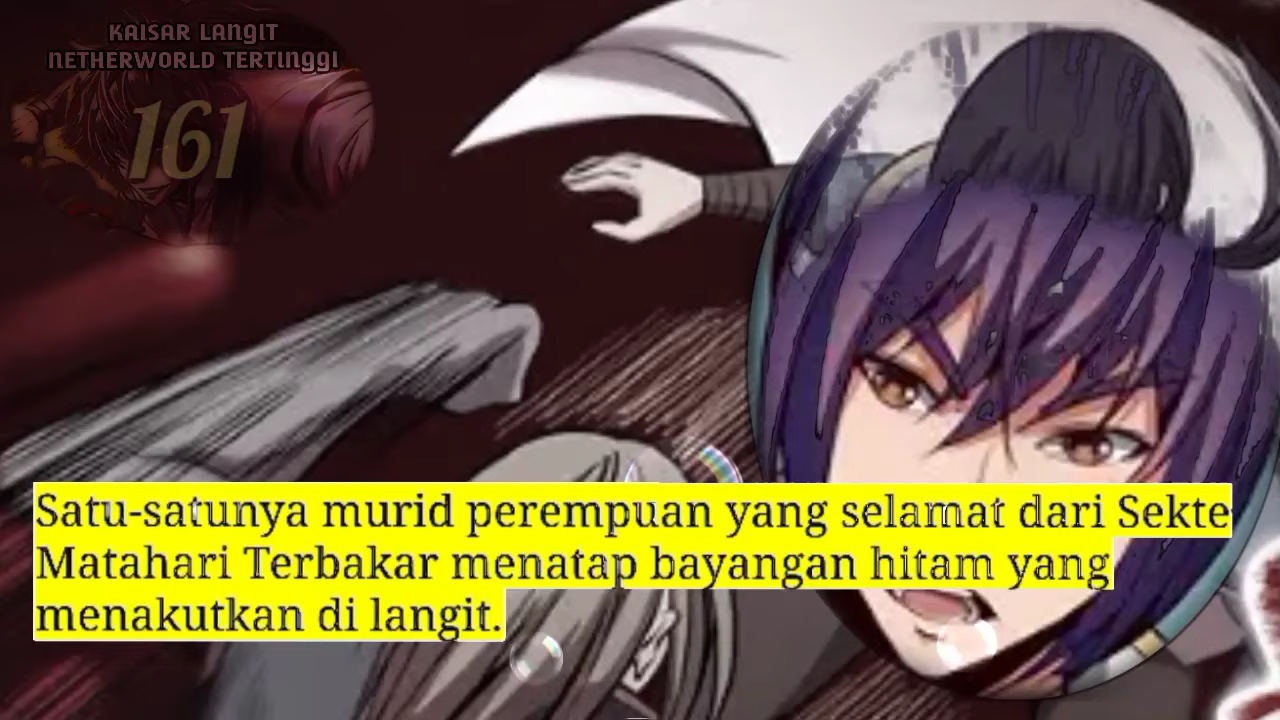 KAISAR LANGIT
NETHERWORLD TERTINGGI
161
Satu-satunya murid perempuan yang selamat dari Sekte
Matahari Terbakar menatap bayangan hitam yang
menakutkan di langit.